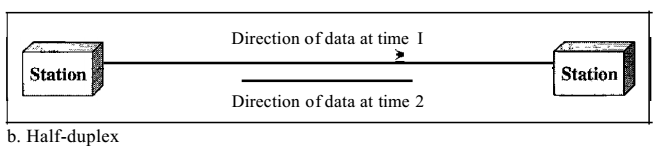 Direction of data at time I
Station
Station
Direction of data at time 2
b. Half-duplex